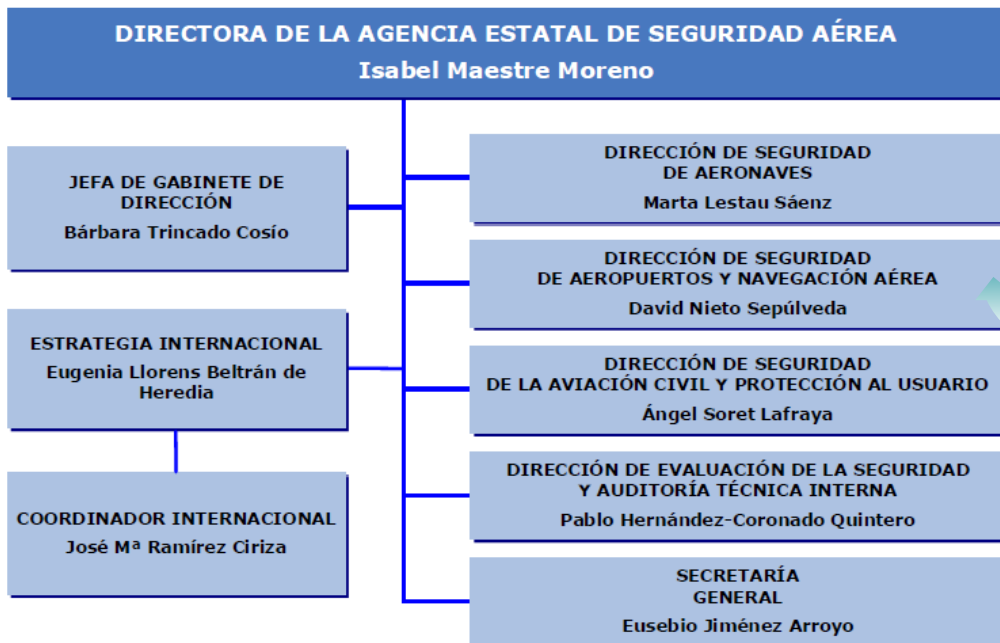 DIRECTORA DE LA AGENCIA ESTATAL DE SEGURIDAD AÉREA
Isabel Maestre Moreno
JEFA DE GABINETE DE
DIRECCIÓN
Bárbara Trincado Cosío
ESTRATEGIA INTERNACIONAL
Eugenia Llorens Beltrán de
Heredia
COORDINADOR INTERNACIONAL
José Mª Ramírez Ciriza
DIRECCIÓN DE SEGURIDAD
DE AERONAVES
Marta Lestau Sáenz
DIRECCIÓN DE SEGURIDAD
DE AEROPUERTOS Y NAVEGACIÓN AÉREA
David Nieto Sepúlveda
DIRECCIÓN DE SEGURIDAD
DE LA AVIACIÓN CIVIL Y PROTECCIÓN AL USUARIO
Ángel Soret Lafraya
DIRECCIÓN DE EVALUACIÓN DE LA SEGURIDAD
Y AUDITORÍA TÉCNICA INTERNA
Pablo Hernández-Coronado Quintero
SECRETARÍA
GENERAL
Eusebio Jiménez Arroyo